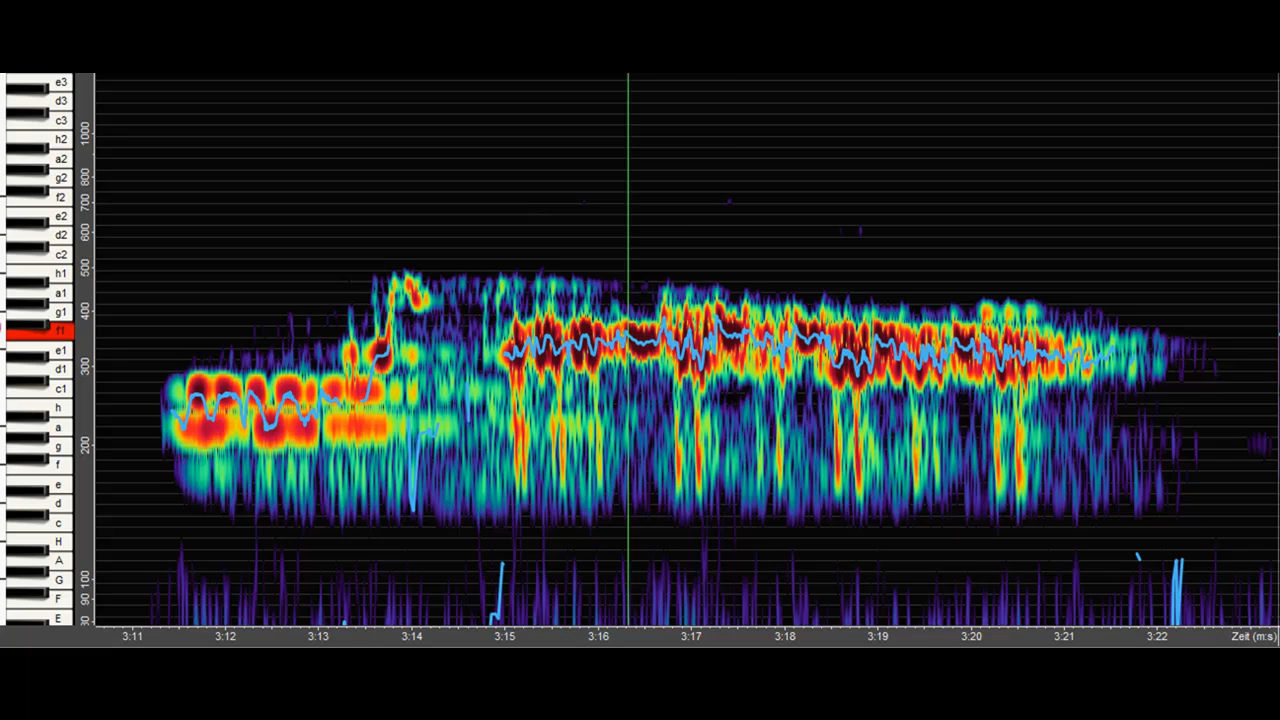 e3
d3
c3
h2
a2
g2
f2
e2
d2
c2
h1
a1
g1
f1
e1
d1
c1
h
a
g
f
e
d
c
H
A
G
F
E
1000
800
700
600
500
400
300
200
100
90
80
3:11 3:12 3:13 3:14 3:15 3:16 3:17 3:18 3:19 3:20 3:21 3:22 Zeit (m:s)